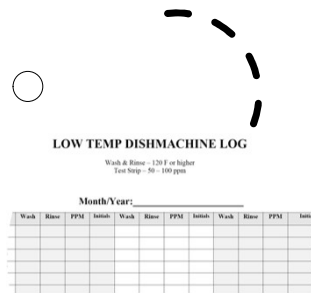 LOW TEMP DISHMACHINE LOG
Wash & Rinse – 120 F or higher
Test Strip – 50 – 100 ppm
Month/Year:
Wash Rinse PPM Initials Wash Rinse PPM Initials Wash Rinse PPM